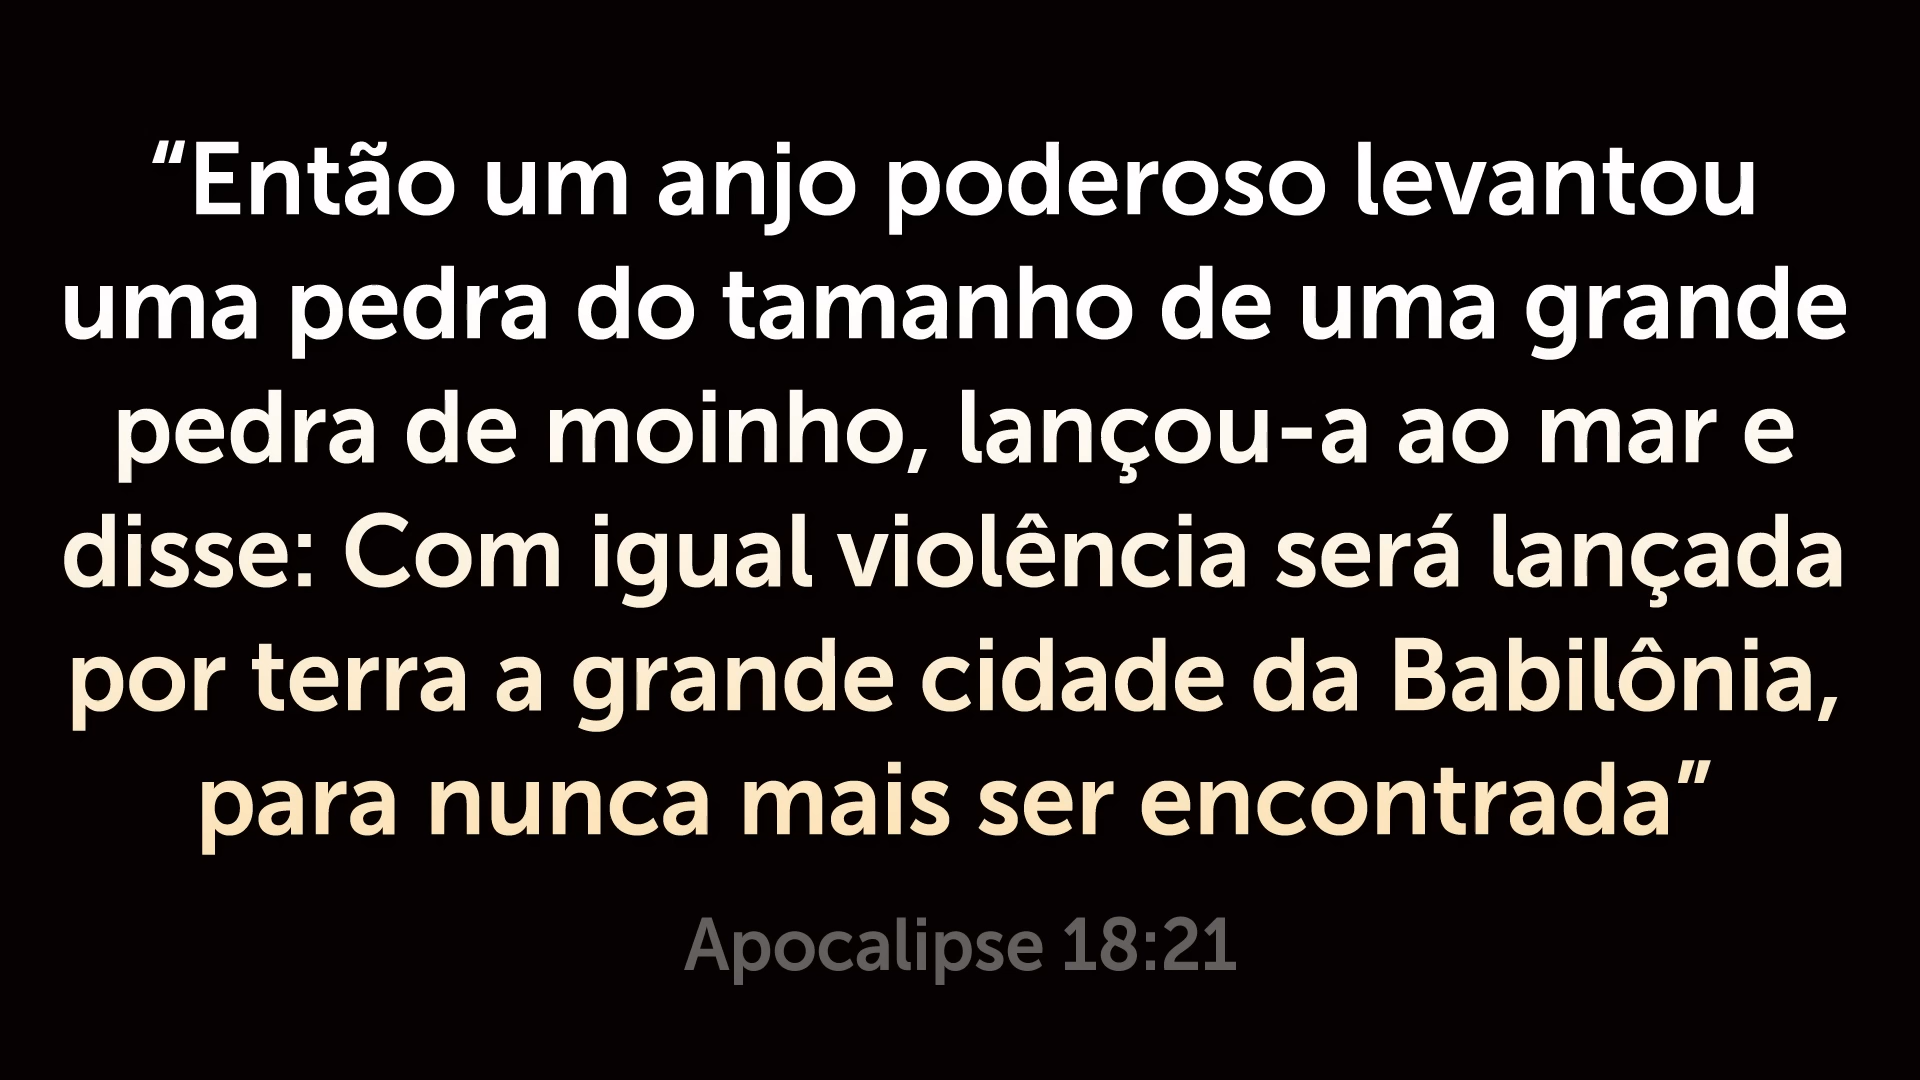 “Então um anjo poderoso levantou
uma pedra do tamanho de uma grande
pedra de moinho, lançou-a ao mar e
disse: Com igual violência será lançada
por terra a grande cidade da Babilônia,
para nunca mais ser encontrada”
Apocalipse 18:21